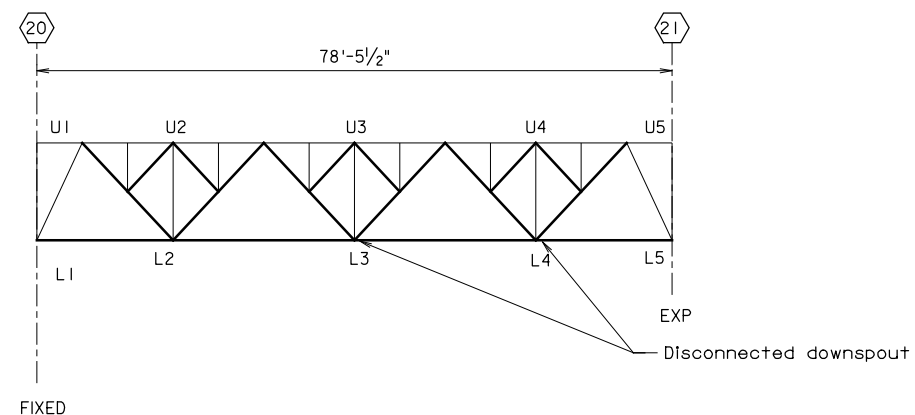 20
21
78'-5½"
U1
U2
U3
U4
U5
L1
L2
L3
L4
L5
EXP
Disconnected downspout
FIXED